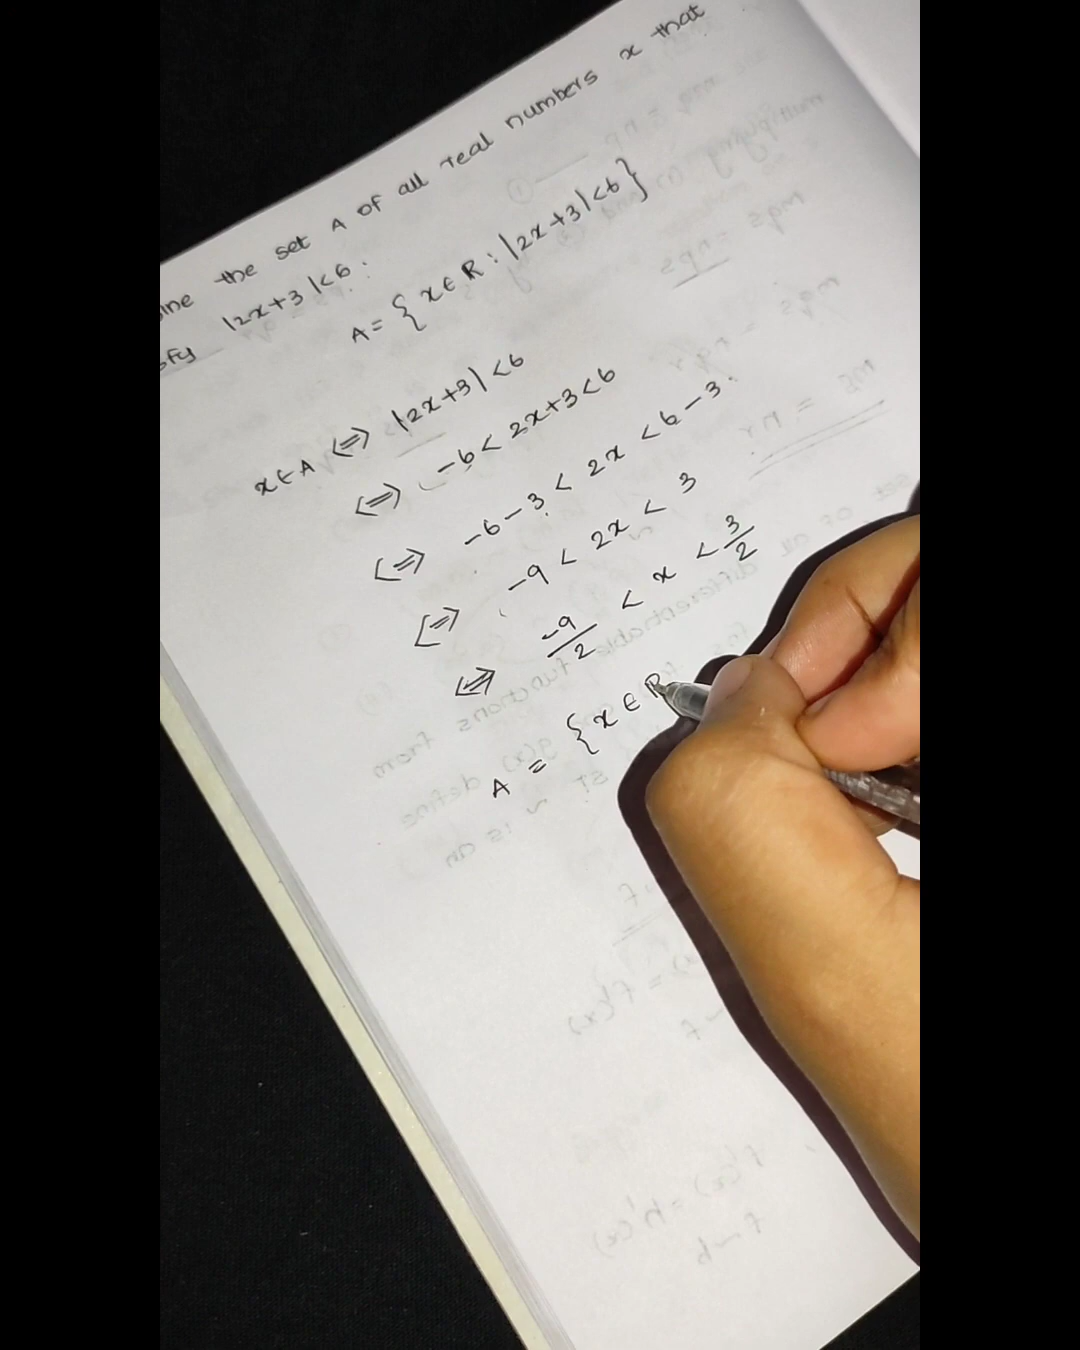 the set A of all real numbers x that
|2x+3|<6.
A = { x ∈ R : |2x+3|<6 }
x ∈ A ⟺ |2x+3| < 6
⟺ -6 < 2x+3 < 6
⟺ -6-3 < 2x < 6-3.
⟺ -9 < 2x < 3
⟺ -9/2 < x < 3/2
A = { x ∈ R